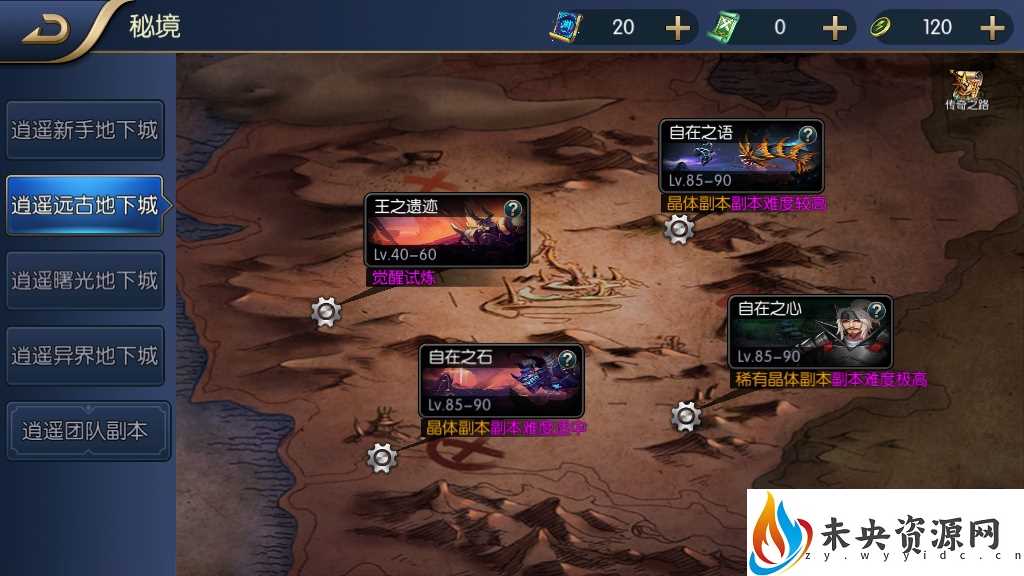 秘境
20
0
120
传奇之路
逍遥新手地下城
逍遥远古地下城
逍遥曙光地下城
逍遥异界地下城
逍遥团队副本
自在之语
Lv.85-90
晶体副本副本难度较高
王之遗迹
Lv.40-60
觉醒试炼
自在之心
Lv.85-90
稀有晶体副本副本难度极高
自在之石
Lv.85-90
晶体副本副本难度适中
未央资源网
zy.wyyidc.cn